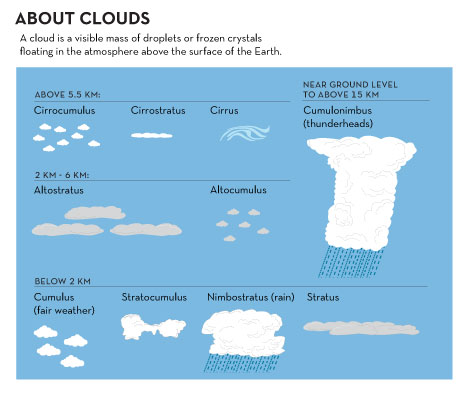 ABOUT CLOUDS
A cloud is a visible mass of droplets or frozen crystals
floating in the atmosphere above the surface of the Earth.
ABOVE 5.5 KM:
Cirrocumulus
Cirrostratus
Cirrus
NEAR GROUND LEVEL
TO ABOVE 15 KM
Cumulonimbus
(thunderheads)
2 KM - 6 KM:
Altostratus
Altocumulus
BELOW 2 KM
Cumulus
(fair weather)
Stratocumulus
Nimbostratus (rain)
Stratus